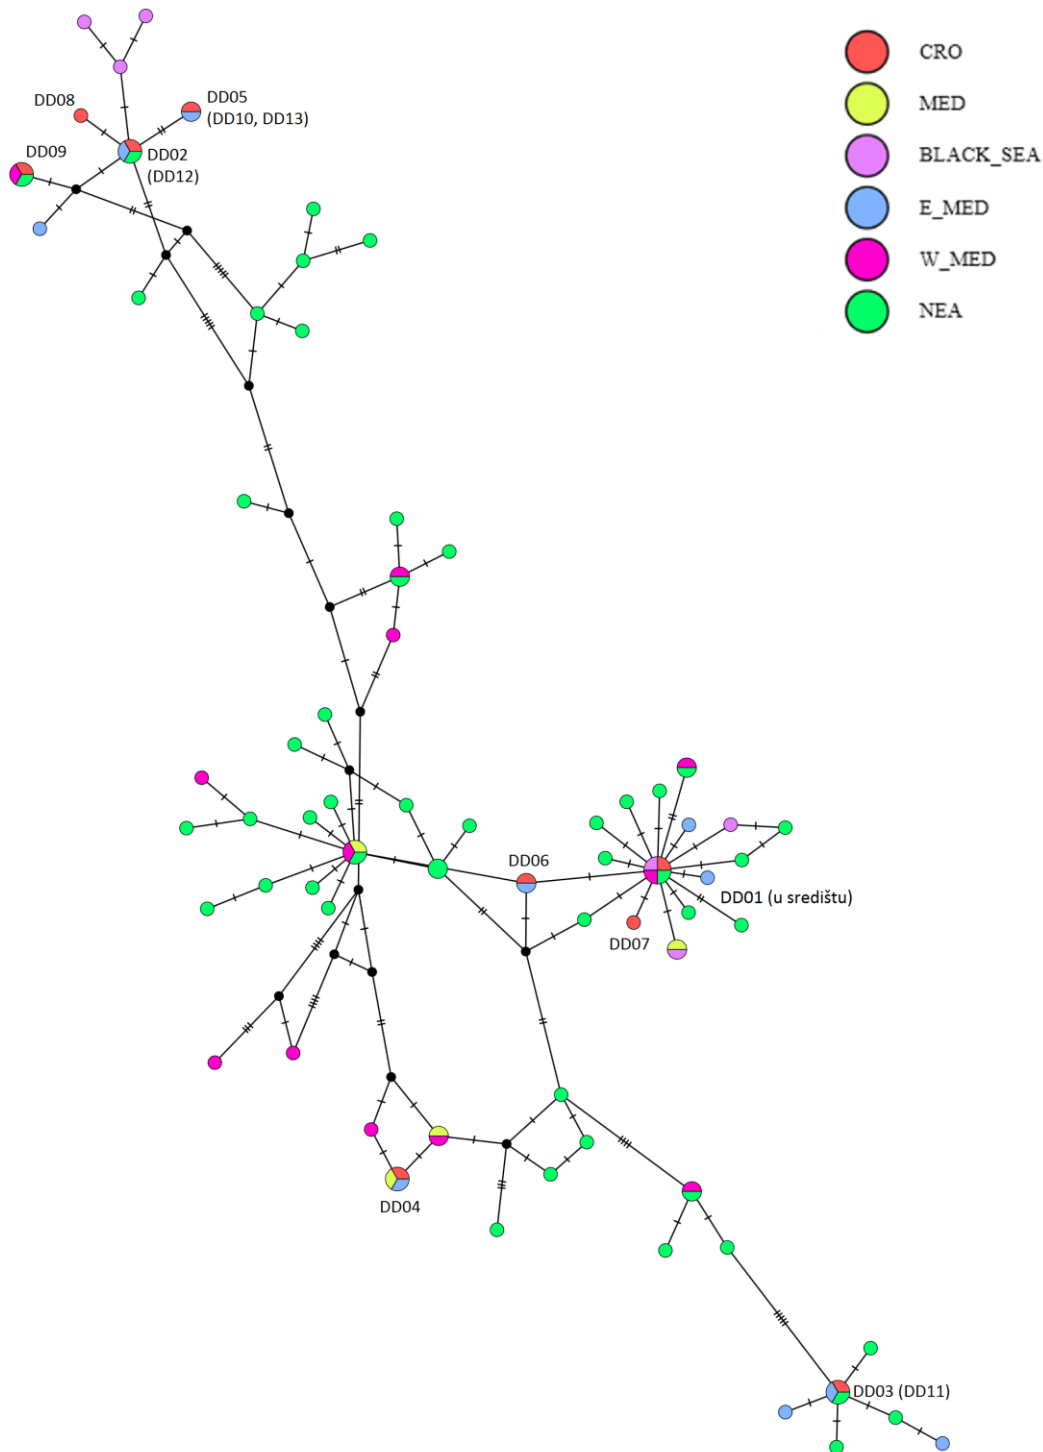 CRO
MED
BLACK_SEA
E_MED
W_MED
NEA
DD08
DD05
(DD10, DD13)
DD09
DD02
(DD12)
DD06
DD01 (u središtu)
DD07
DD04
DD03 (DD11)